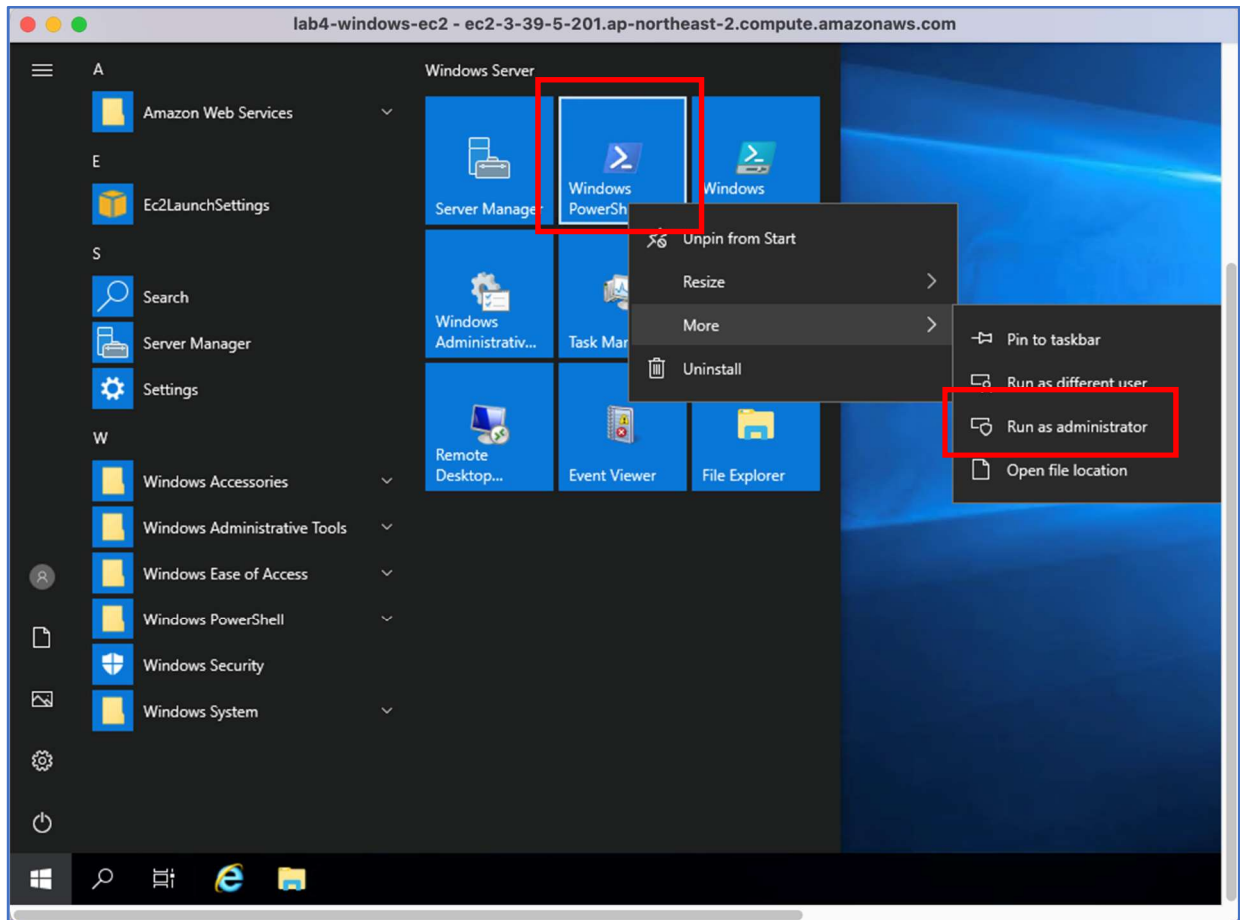 lab4-windows-ec2 - ec2-3-39-5-201.ap-northeast-2.compute.amazonaws.com
A
Amazon Web Services
E
Ec2LaunchSettings
S
Search
Server Manager
Settings
W
Windows Accessories
Windows Administrative Tools
Windows Ease of Access
Windows PowerShell
Windows Security
Windows System
Windows Server
Server Manager
Windows
PowerSh
Windows
Windows
Administrativ...
Task Man
Remote
Desktop...
Event Viewer
File Explorer
Unpin from Start
Resize
More
Uninstall
Pin to taskbar
Run as different user
Run as administrator
Open file location